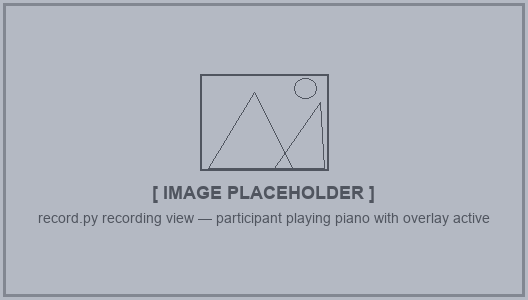 [ IMAGE PLACEHOLDER ]
record.py recording view — participant playing piano with overlay active